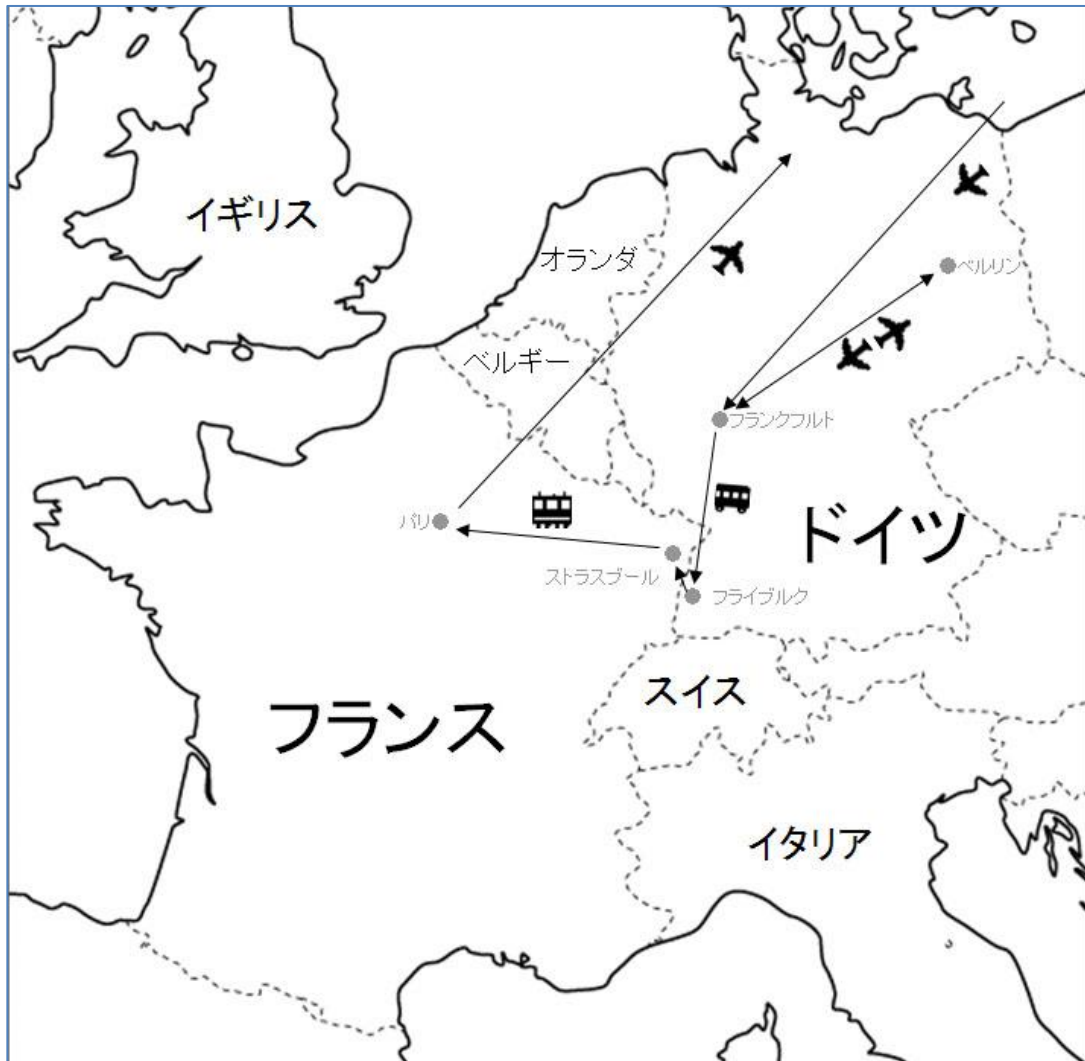 イギリス
オランダ
ベルリン
ベルギー
フランクフルト
パリ
ドイツ
ストラスブール
フライブルク
スイス
フランス
イタリア